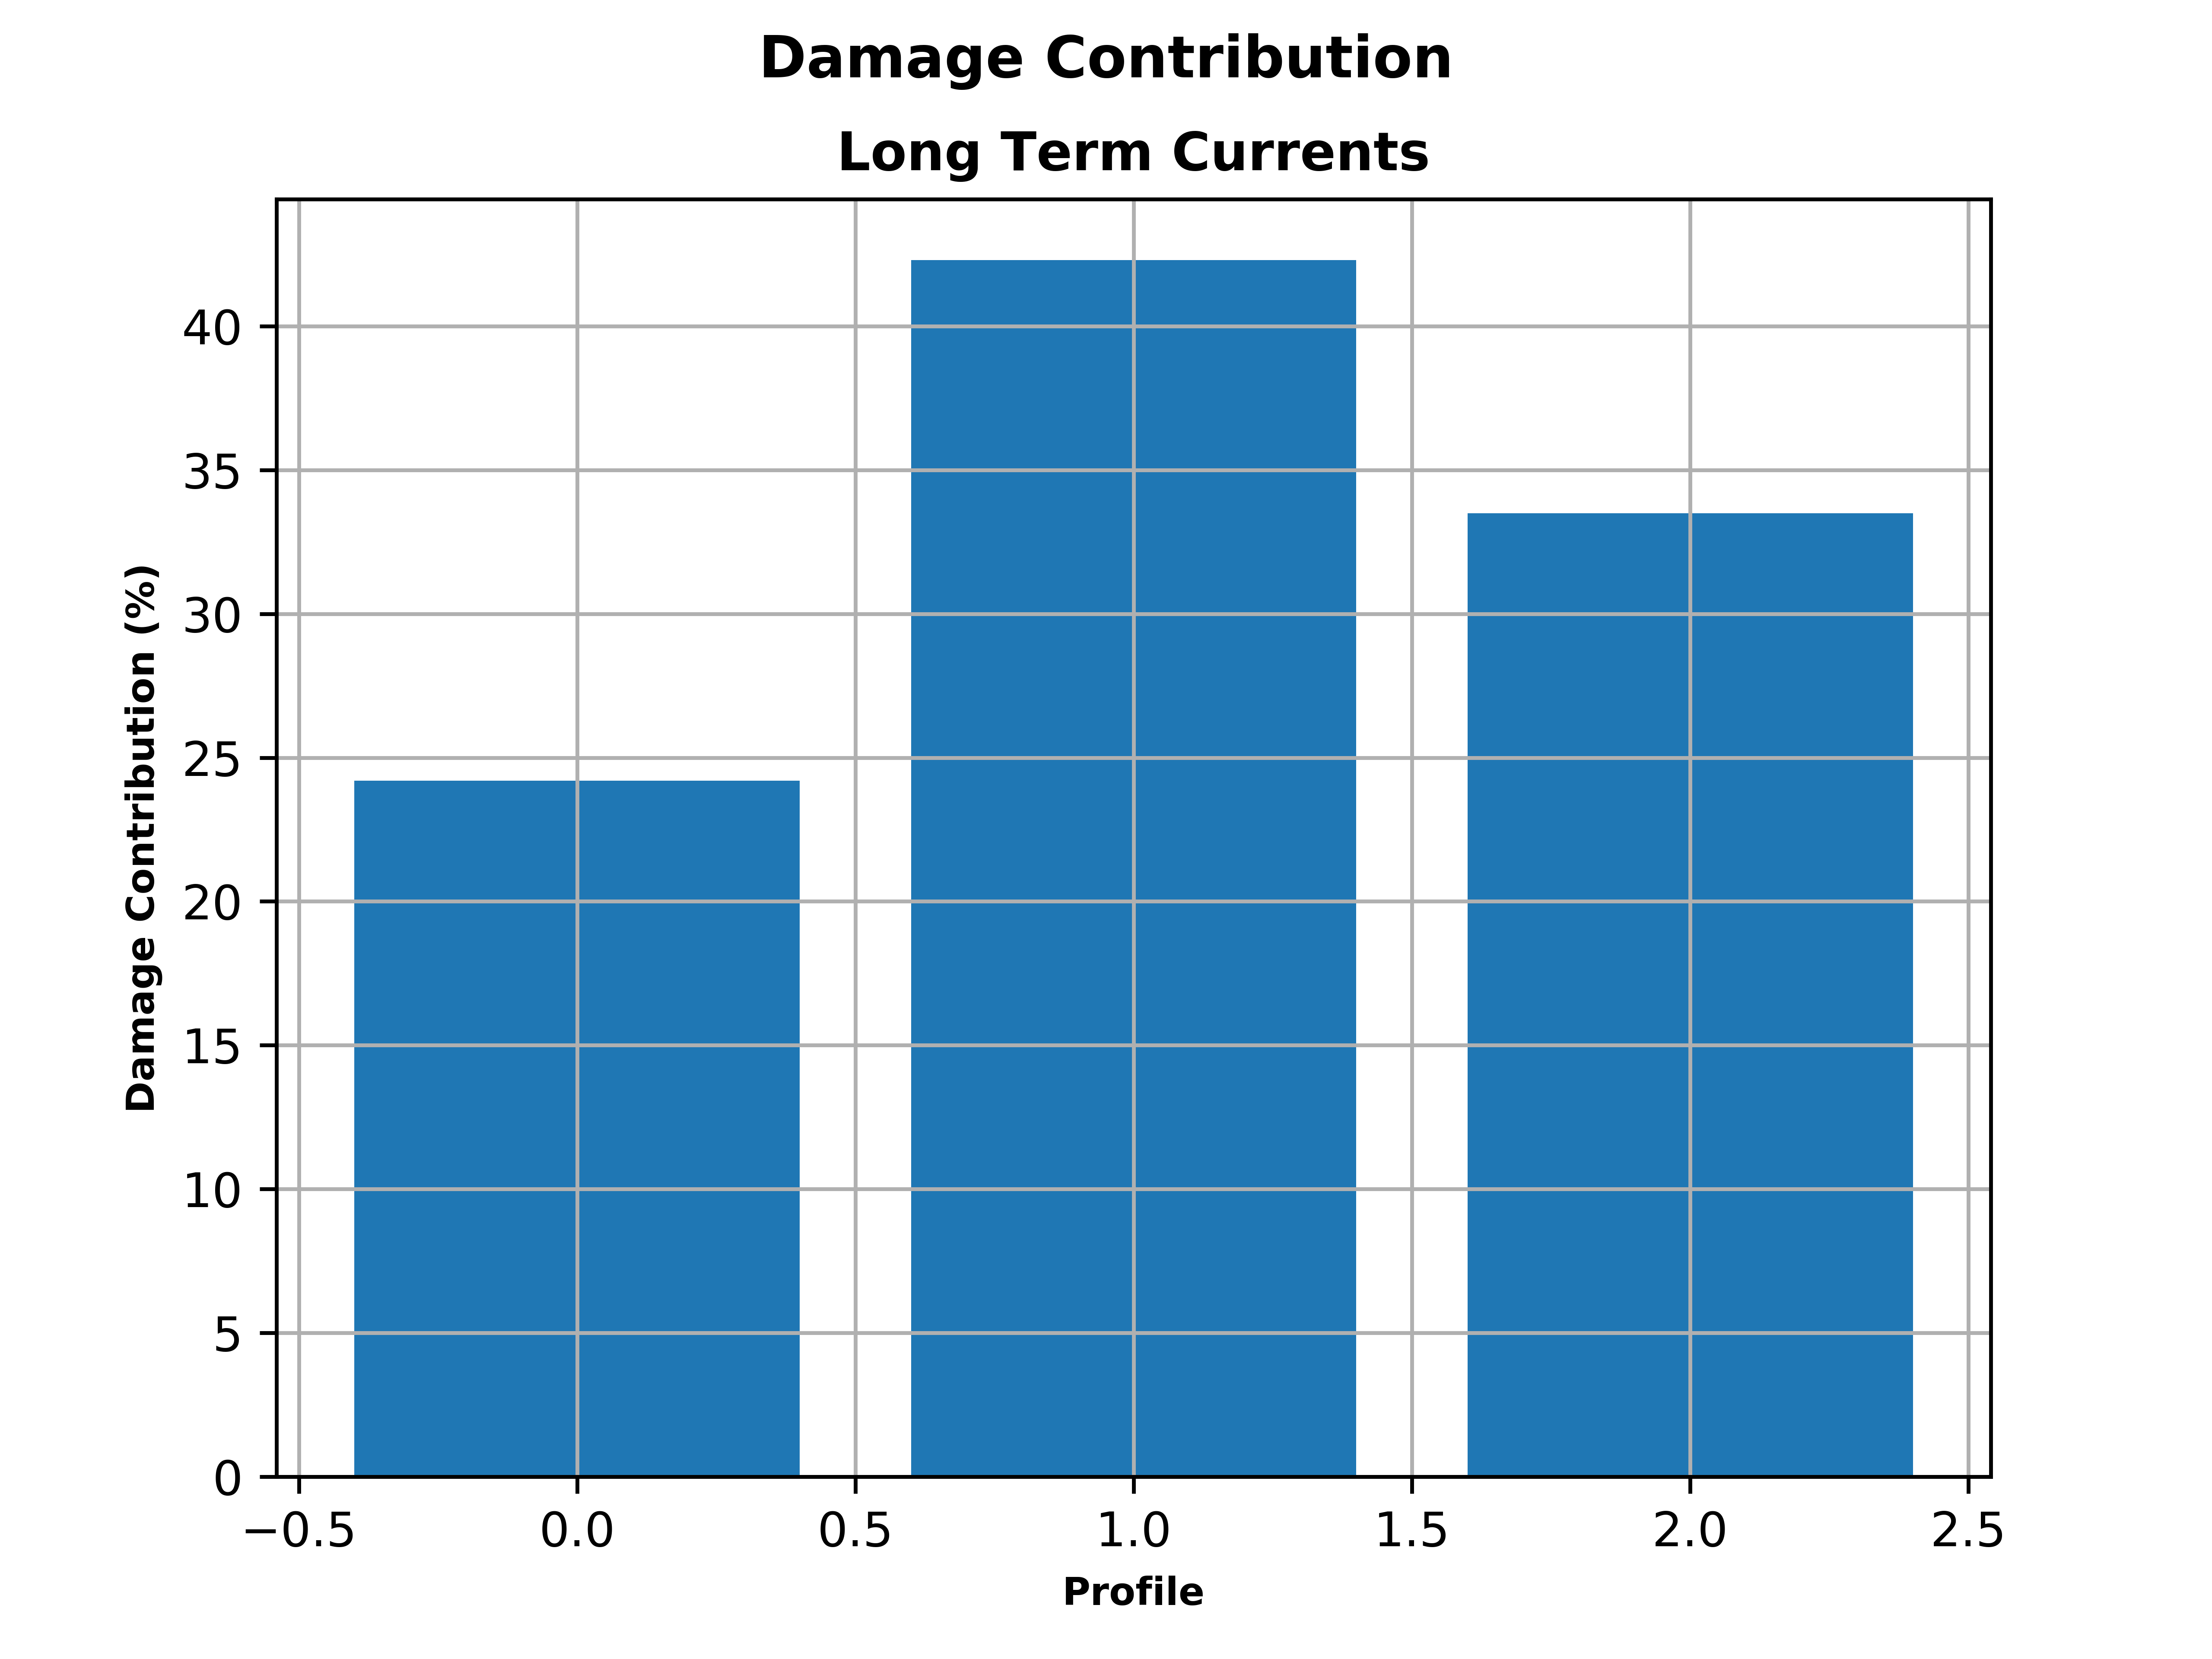 Damage Contribution
Long Term Currents
Damage Contribution (%)
40
35
30
25
20
15
10
5
0
−0.5 0.0 0.5 1.0 1.5 2.0 2.5
Profile